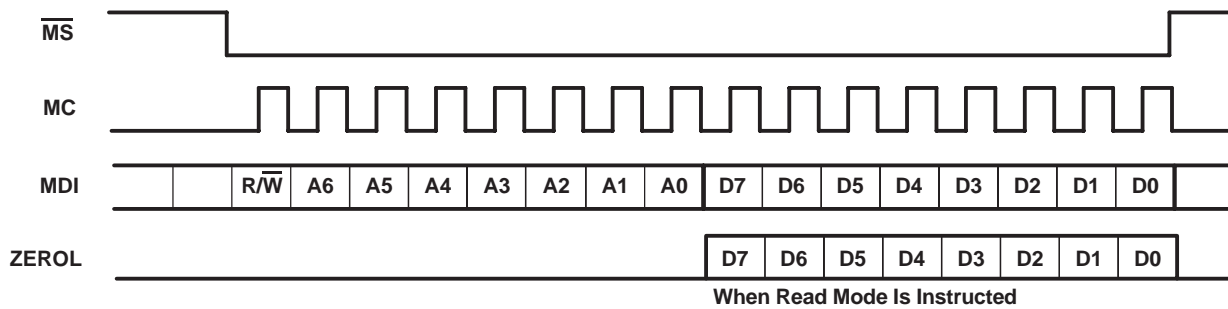 M̅S̅
MC
MDI R/W̅ A6 A5 A4 A3 A2 A1 A0 D7 D6 D5 D4 D3 D2 D1 D0
ZEROL D7 D6 D5 D4 D3 D2 D1 D0
When Read Mode Is Instructed